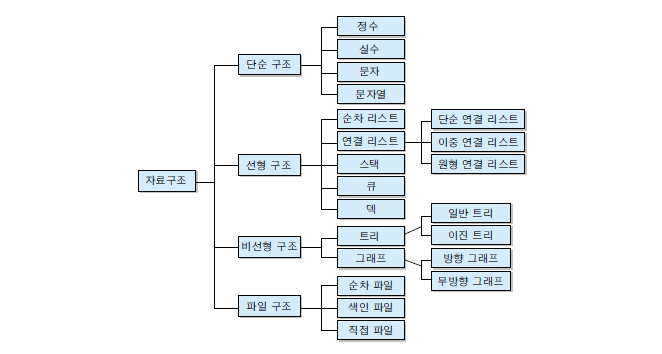 자료구조
단순 구조
정수
실수
문자
문자열
선형 구조
순차 리스트
연결 리스트
단순 연결 리스트
이중 연결 리스트
원형 연결 리스트
스택
큐
덱
비선형 구조
트리
일반 트리
이진 트리
그래프
방향 그래프
무방향 그래프
파일 구조
순차 파일
색인 파일
직접 파일